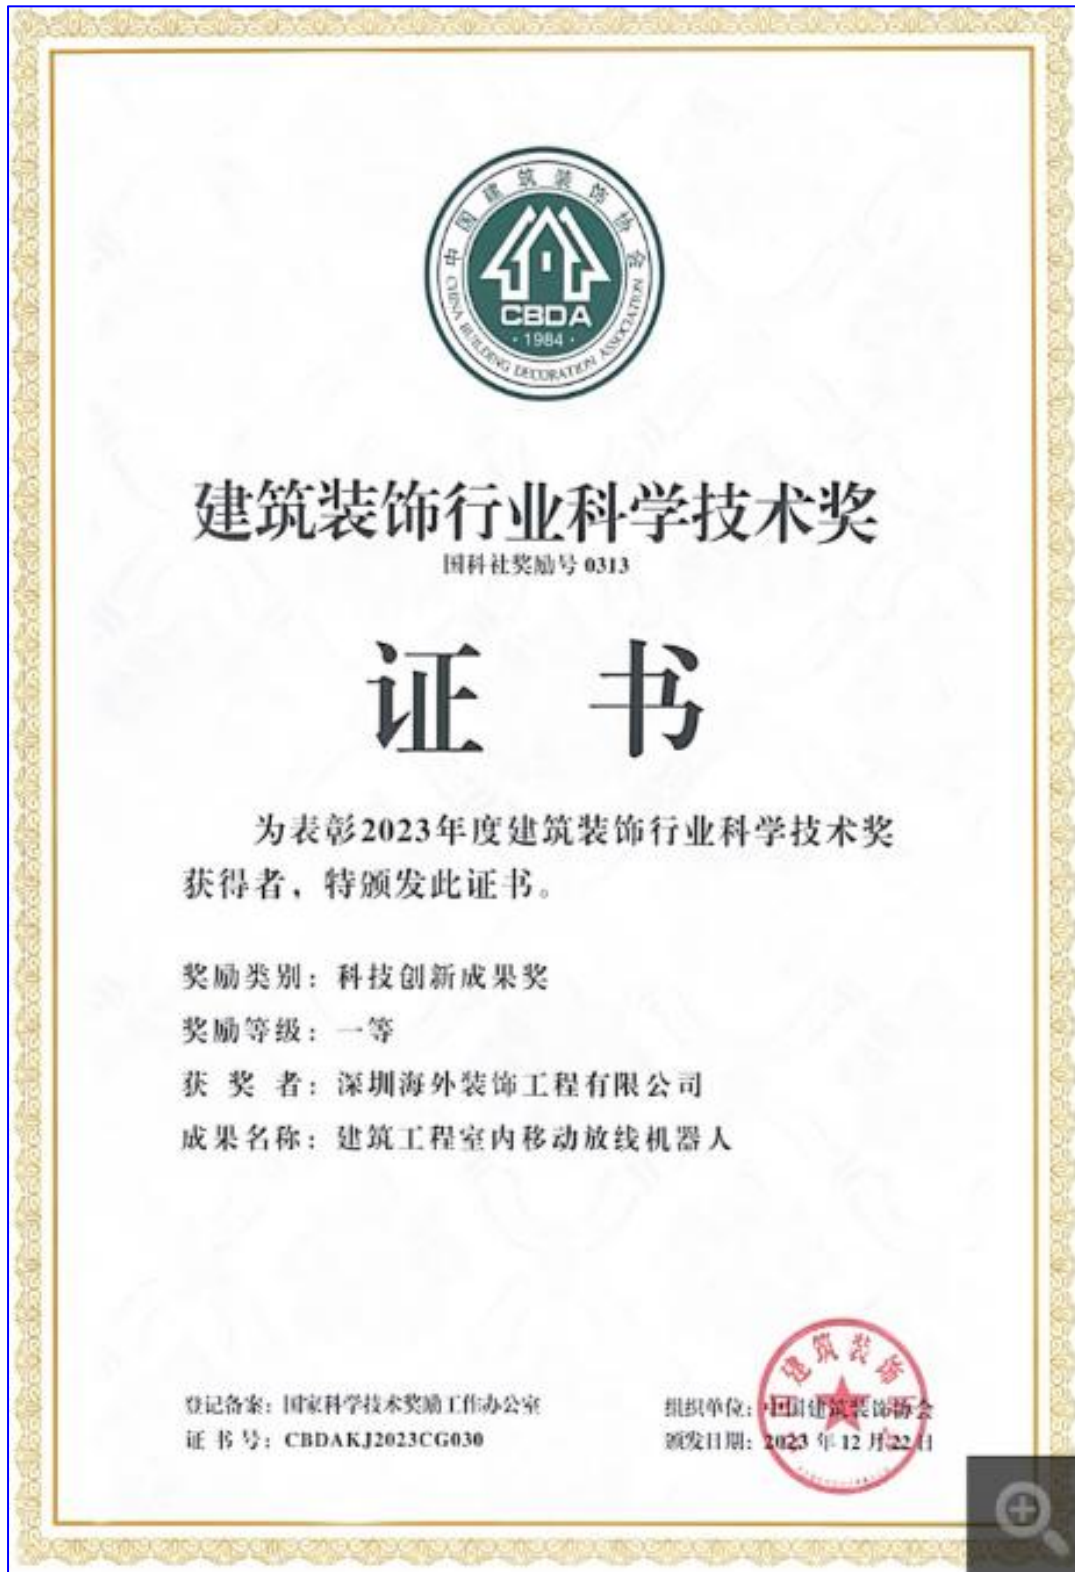 中国建筑装饰协会
CBDA
· 1984 ·
CHINA BUILDING DECORATION ASSOCIATION
建筑装饰行业科学技术奖
国科社奖励号 0313
证 书
为表彰2023年度建筑装饰行业科学技术奖
获得者，特颁发此证书。
奖励类别：科技创新成果奖
奖励等级：一等
获 奖 者：深圳海外装饰工程有限公司
成果名称：建筑工程室内移动放线机器人
登记备案：国家科学技术奖励工作办公室
证 书 号：CBDAKJ2023CG030
组织单位：中国建筑装饰协会
颁发日期：2023 年 12 月 22 日
建筑装饰